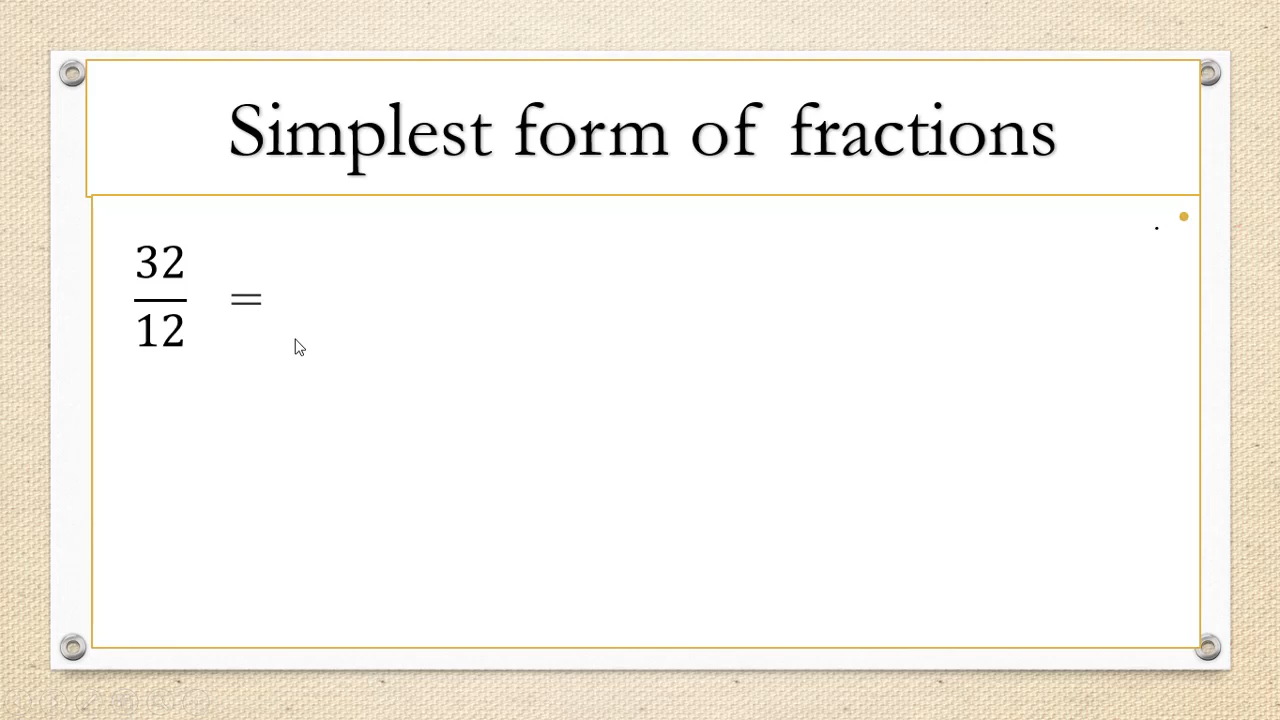 Simplest form of fractions
• .
32
12
=